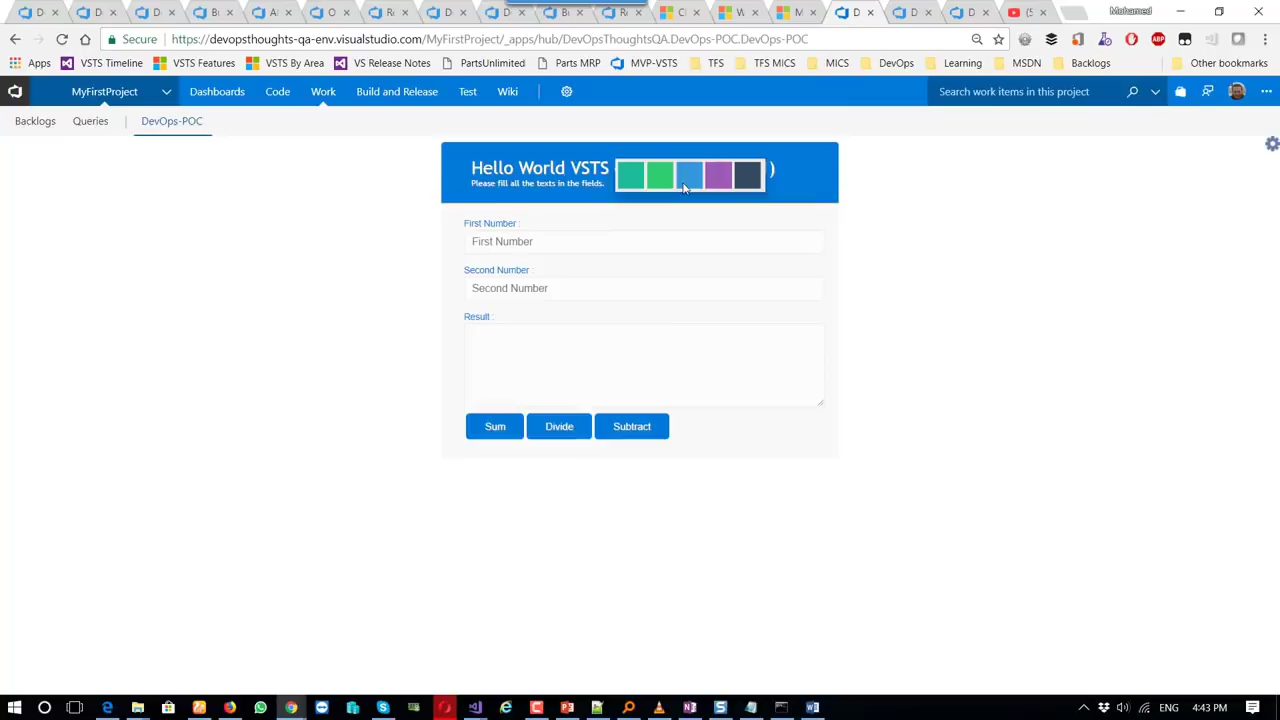 Mohamed
Secure https://devopsthoughts-qa-env.visualstudio.com/MyFirstProject/_apps/hub/DevOpsThoughtsQA.DevOps-POC.DevOps-POC
Apps VSTS Timeline VSTS Features VSTS By Area VS Release Notes PartsUnlimited Parts MRP MVP-VSTS TFS TFS MICS MICS DevOps Learning MSDN Backlogs Other bookmarks
MyFirstProject Dashboards Code Work Build and Release Test Wiki Search work items in this project
Backlogs Queries DevOps-POC
Hello World VSTS )
Please fill all the texts in the fields.
First Number :
First Number
Second Number :
Second Number
Result :
Sum Divide Subtract
ENG 4:43 PM